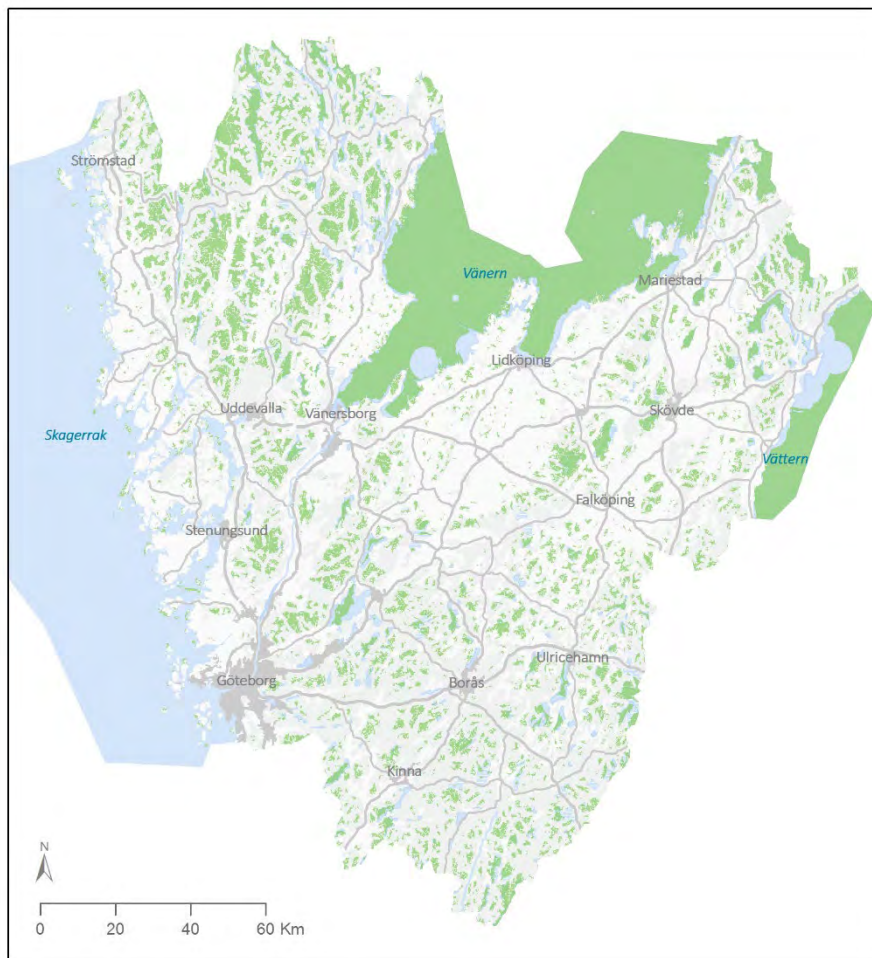 Strömstad
Vänern
Mariestad
Lidköping
Uddevalla
Vänersborg
Skövde
Skagerrak
Vättern
Falköping
Stenungsund
Ulricehamn
Göteborg
Borås
Kinna
N
0 20 40 60 Km